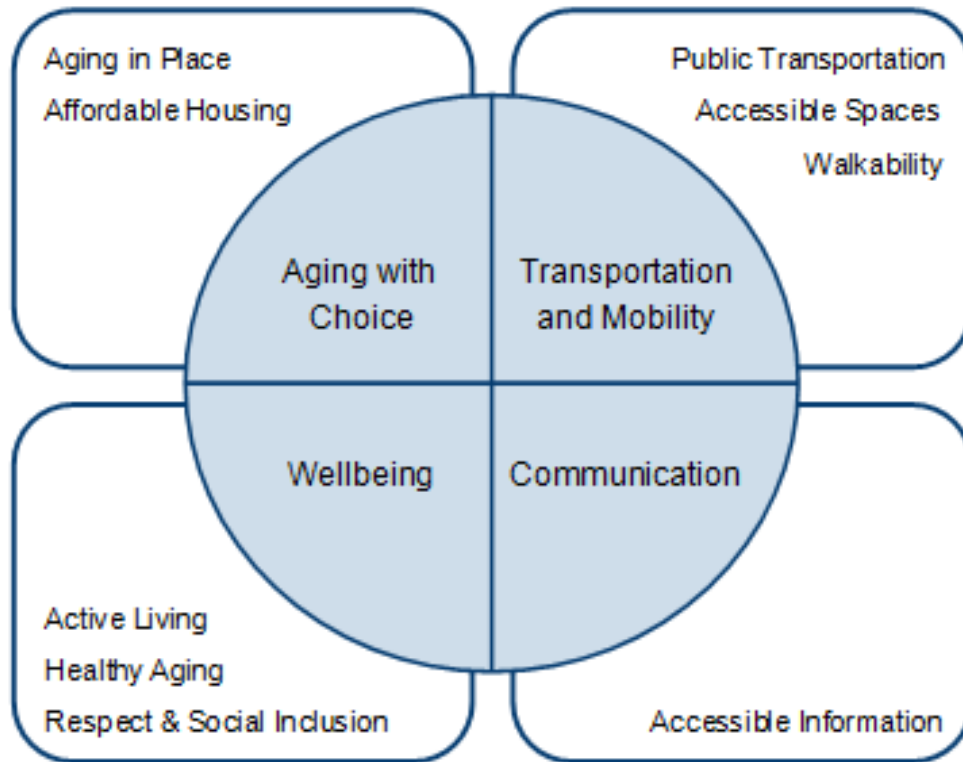 Aging in Place
Affordable Housing
Public Transportation
Accessible Spaces
Walkability
Aging with
Choice
Transportation
and Mobility
Wellbeing
Communication
Active Living
Healthy Aging
Respect & Social Inclusion
Accessible Information